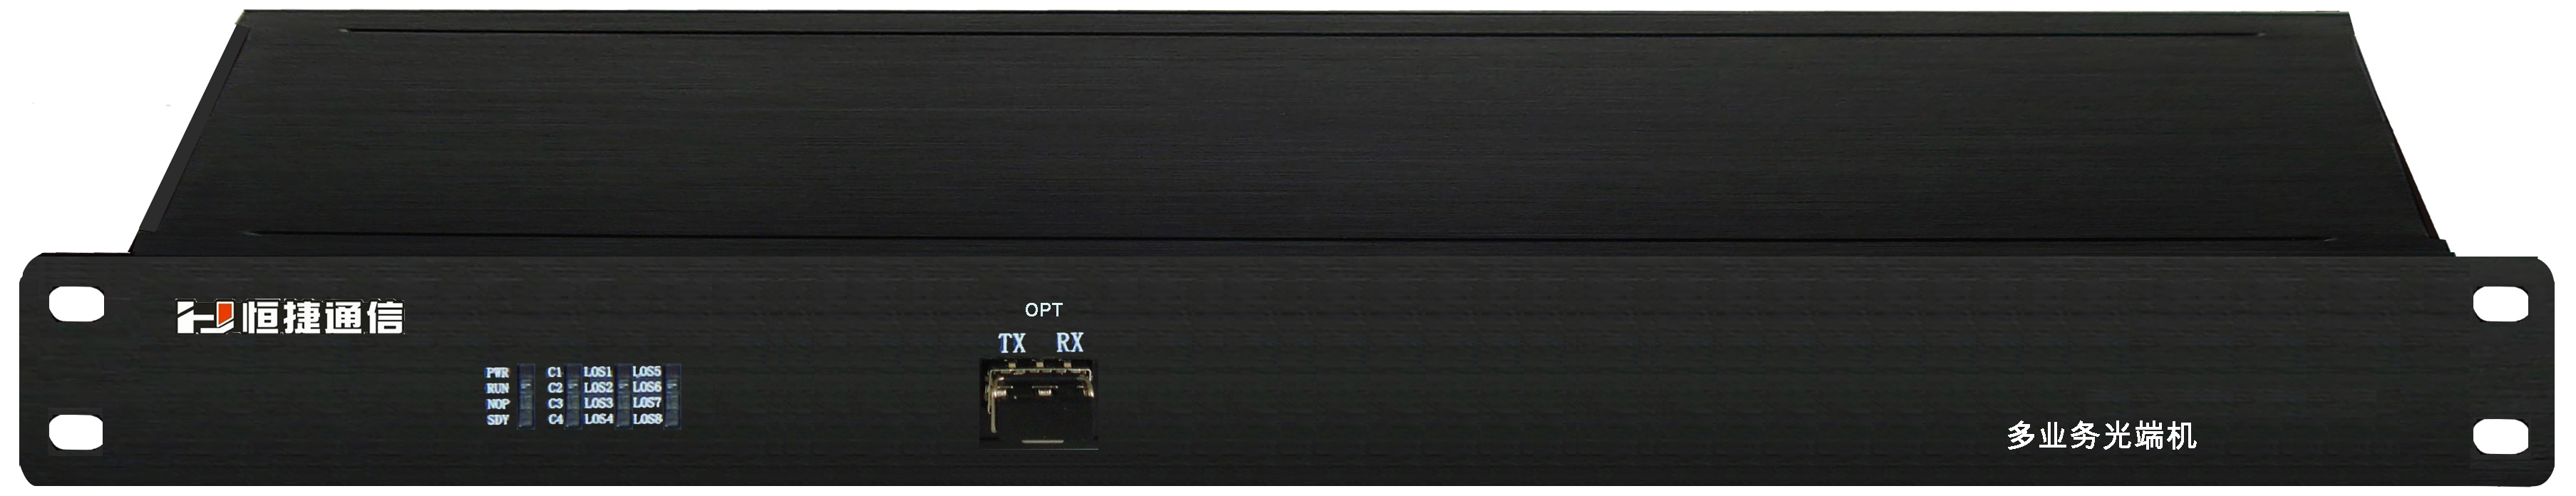 恒捷通信
OPT
TX RX
PWR C1 LOS1 LOS5
RUN C2 LOS2 LOS6
NOP C3 LOS3 LOS7
SDY C4 LOS4 LOS8
多业务光端机